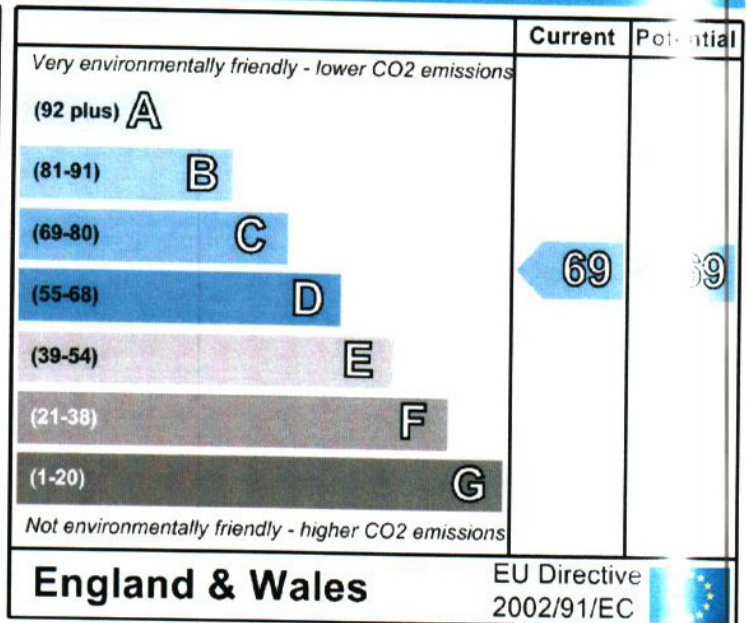 Current Potential
Very environmentally friendly - lower CO2 emissions
(92 plus) A
(81-91) B
(69-80) C
69
(55-68) D
(39-54) E
(21-38) F
(1-20) G
Not environmentally friendly - higher CO2 emissions
England & Wales
EU Directive
2002/91/EC